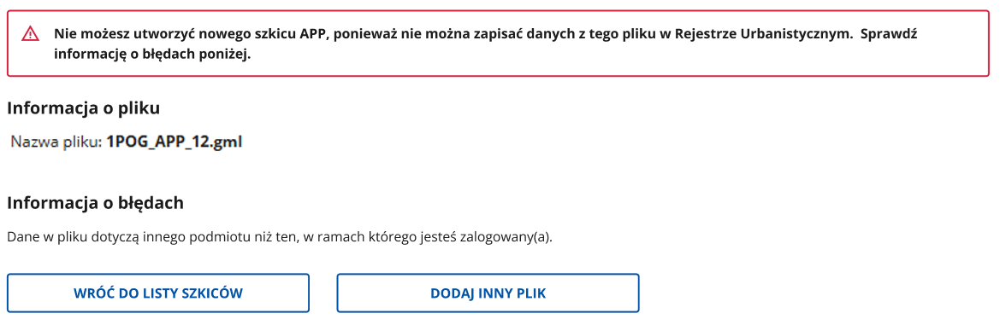 Nie możesz utworzyć nowego szkicu APP, ponieważ nie można zapisać danych z tego pliku w Rejestrze Urbanistycznym. Sprawdź
informację o błędach poniżej.
Informacja o pliku
Nazwa pliku: 1POG_APP_12.gml
Informacja o błędach
Dane w pliku dotyczą innego podmiotu niż ten, w ramach którego jesteś zalogowany(a).
WRÓĆ DO LISTY SZKICÓW
DODAJ INNY PLIK